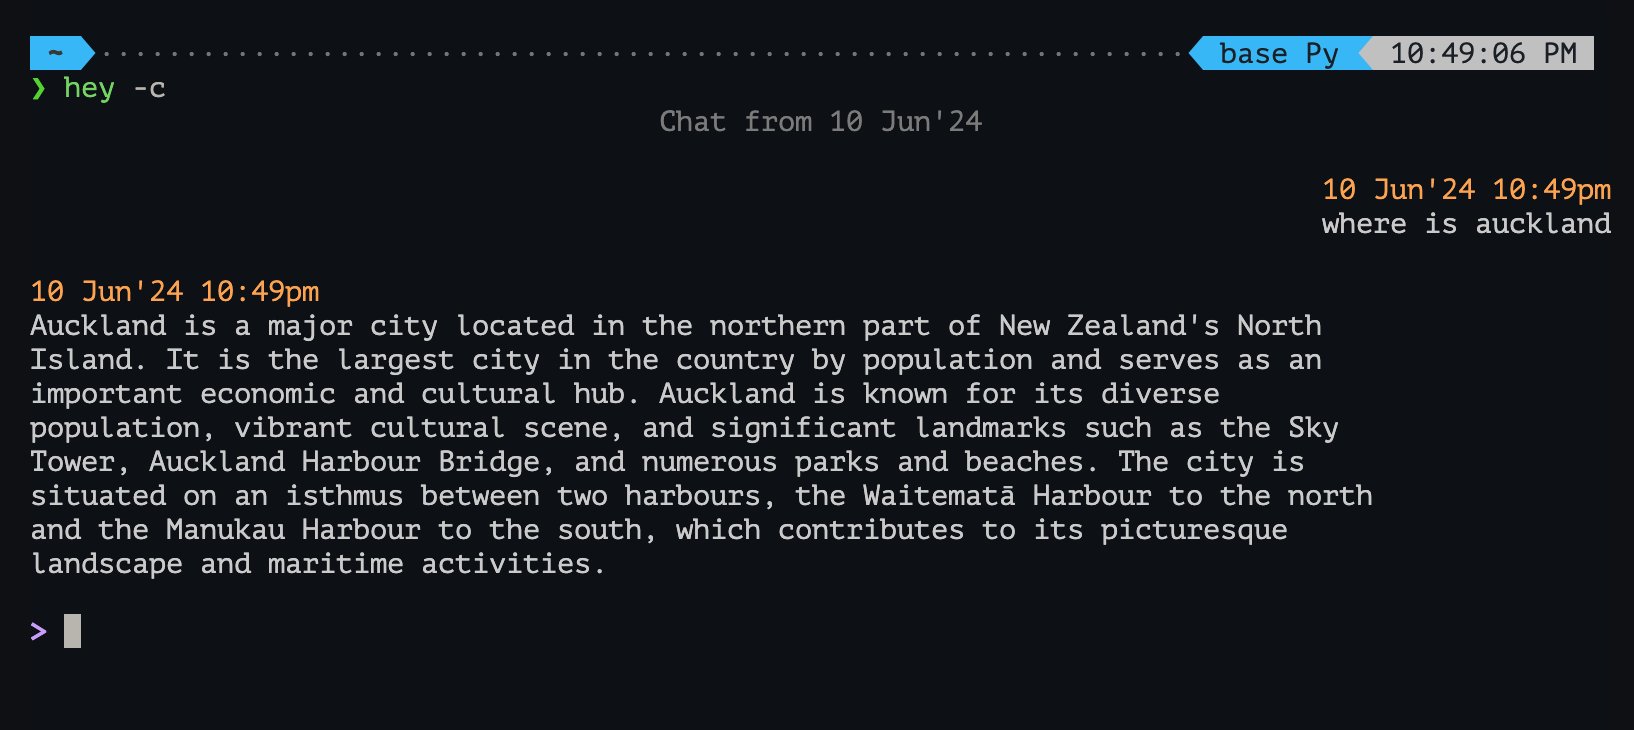 ~ base Py 10:49:06 PM
❯ hey -c
Chat from 10 Jun'24
10 Jun'24 10:49pm
where is auckland
10 Jun'24 10:49pm
Auckland is a major city located in the northern part of New Zealand's North
Island. It is the largest city in the country by population and serves as an
important economic and cultural hub. Auckland is known for its diverse
population, vibrant cultural scene, and significant landmarks such as the Sky
Tower, Auckland Harbour Bridge, and numerous parks and beaches. The city is
situated on an isthmus between two harbours, the Waitematā Harbour to the north
and the Manukau Harbour to the south, which contributes to its picturesque
landscape and maritime activities.
>